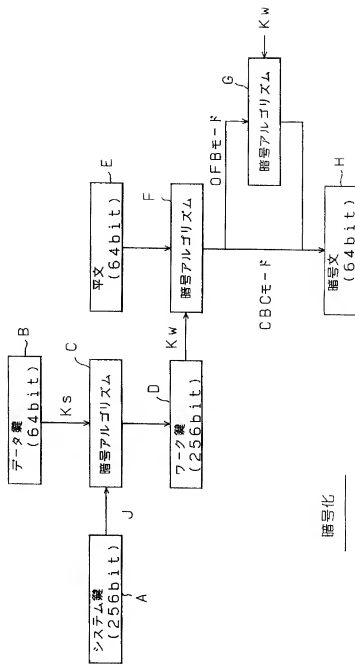 データ鍵
(64bit)
B
Ks
システム鍵
(256bit)
A
J
暗号アルゴリズム
C
ワーク鍵
(256bit)
D
Kw
平文
(64bit)
E
暗号アルゴリズム
F
OFBモード
CBCモード
暗号アルゴリズム
G
Kw
暗号文
(64bit)
H
暗号化